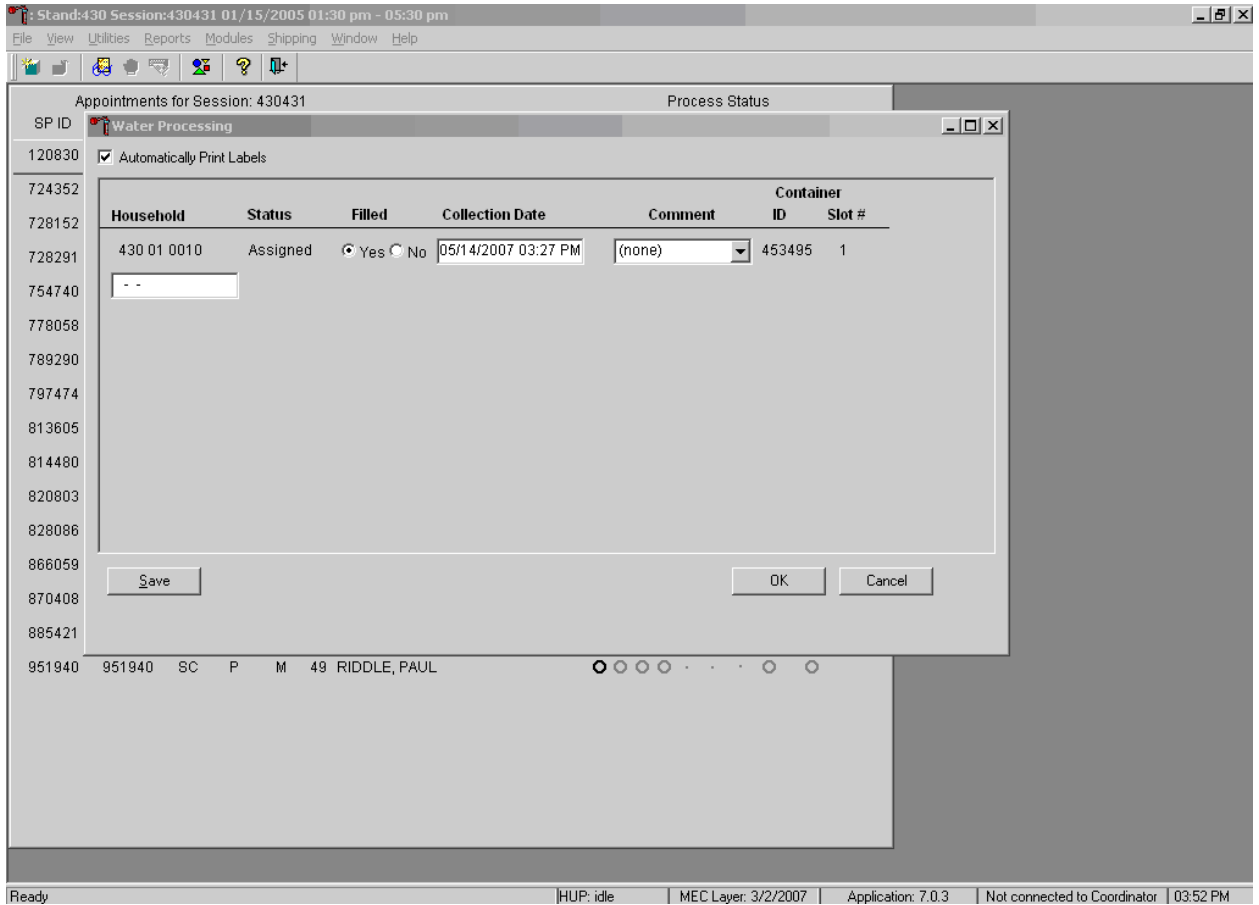 : Stand:430 Session:430431 01/15/2005 01:30 pm - 05:30 pm
File View Utilities Reports Modules Shipping Window Help
Appointments for Session: 430431 Process Status
SP ID
Water Processing
120830
Automatically Print Labels
724352
Container
Household Status Filled Collection Date Comment ID Slot #
728152
430 01 0010 Assigned Yes No 05/14/2007 03:27 PM (none) 453495 1
728291
- -
754740
778058
789290
797474
813605
814480
820803
828086
866059
Save OK Cancel
870408
885421
951940 951940 SC P M 49 RIDDLE, PAUL
Ready HUP: idle MEC Layer: 3/2/2007 Application: 7.0.3 Not connected to Coordinator 03:52 PM